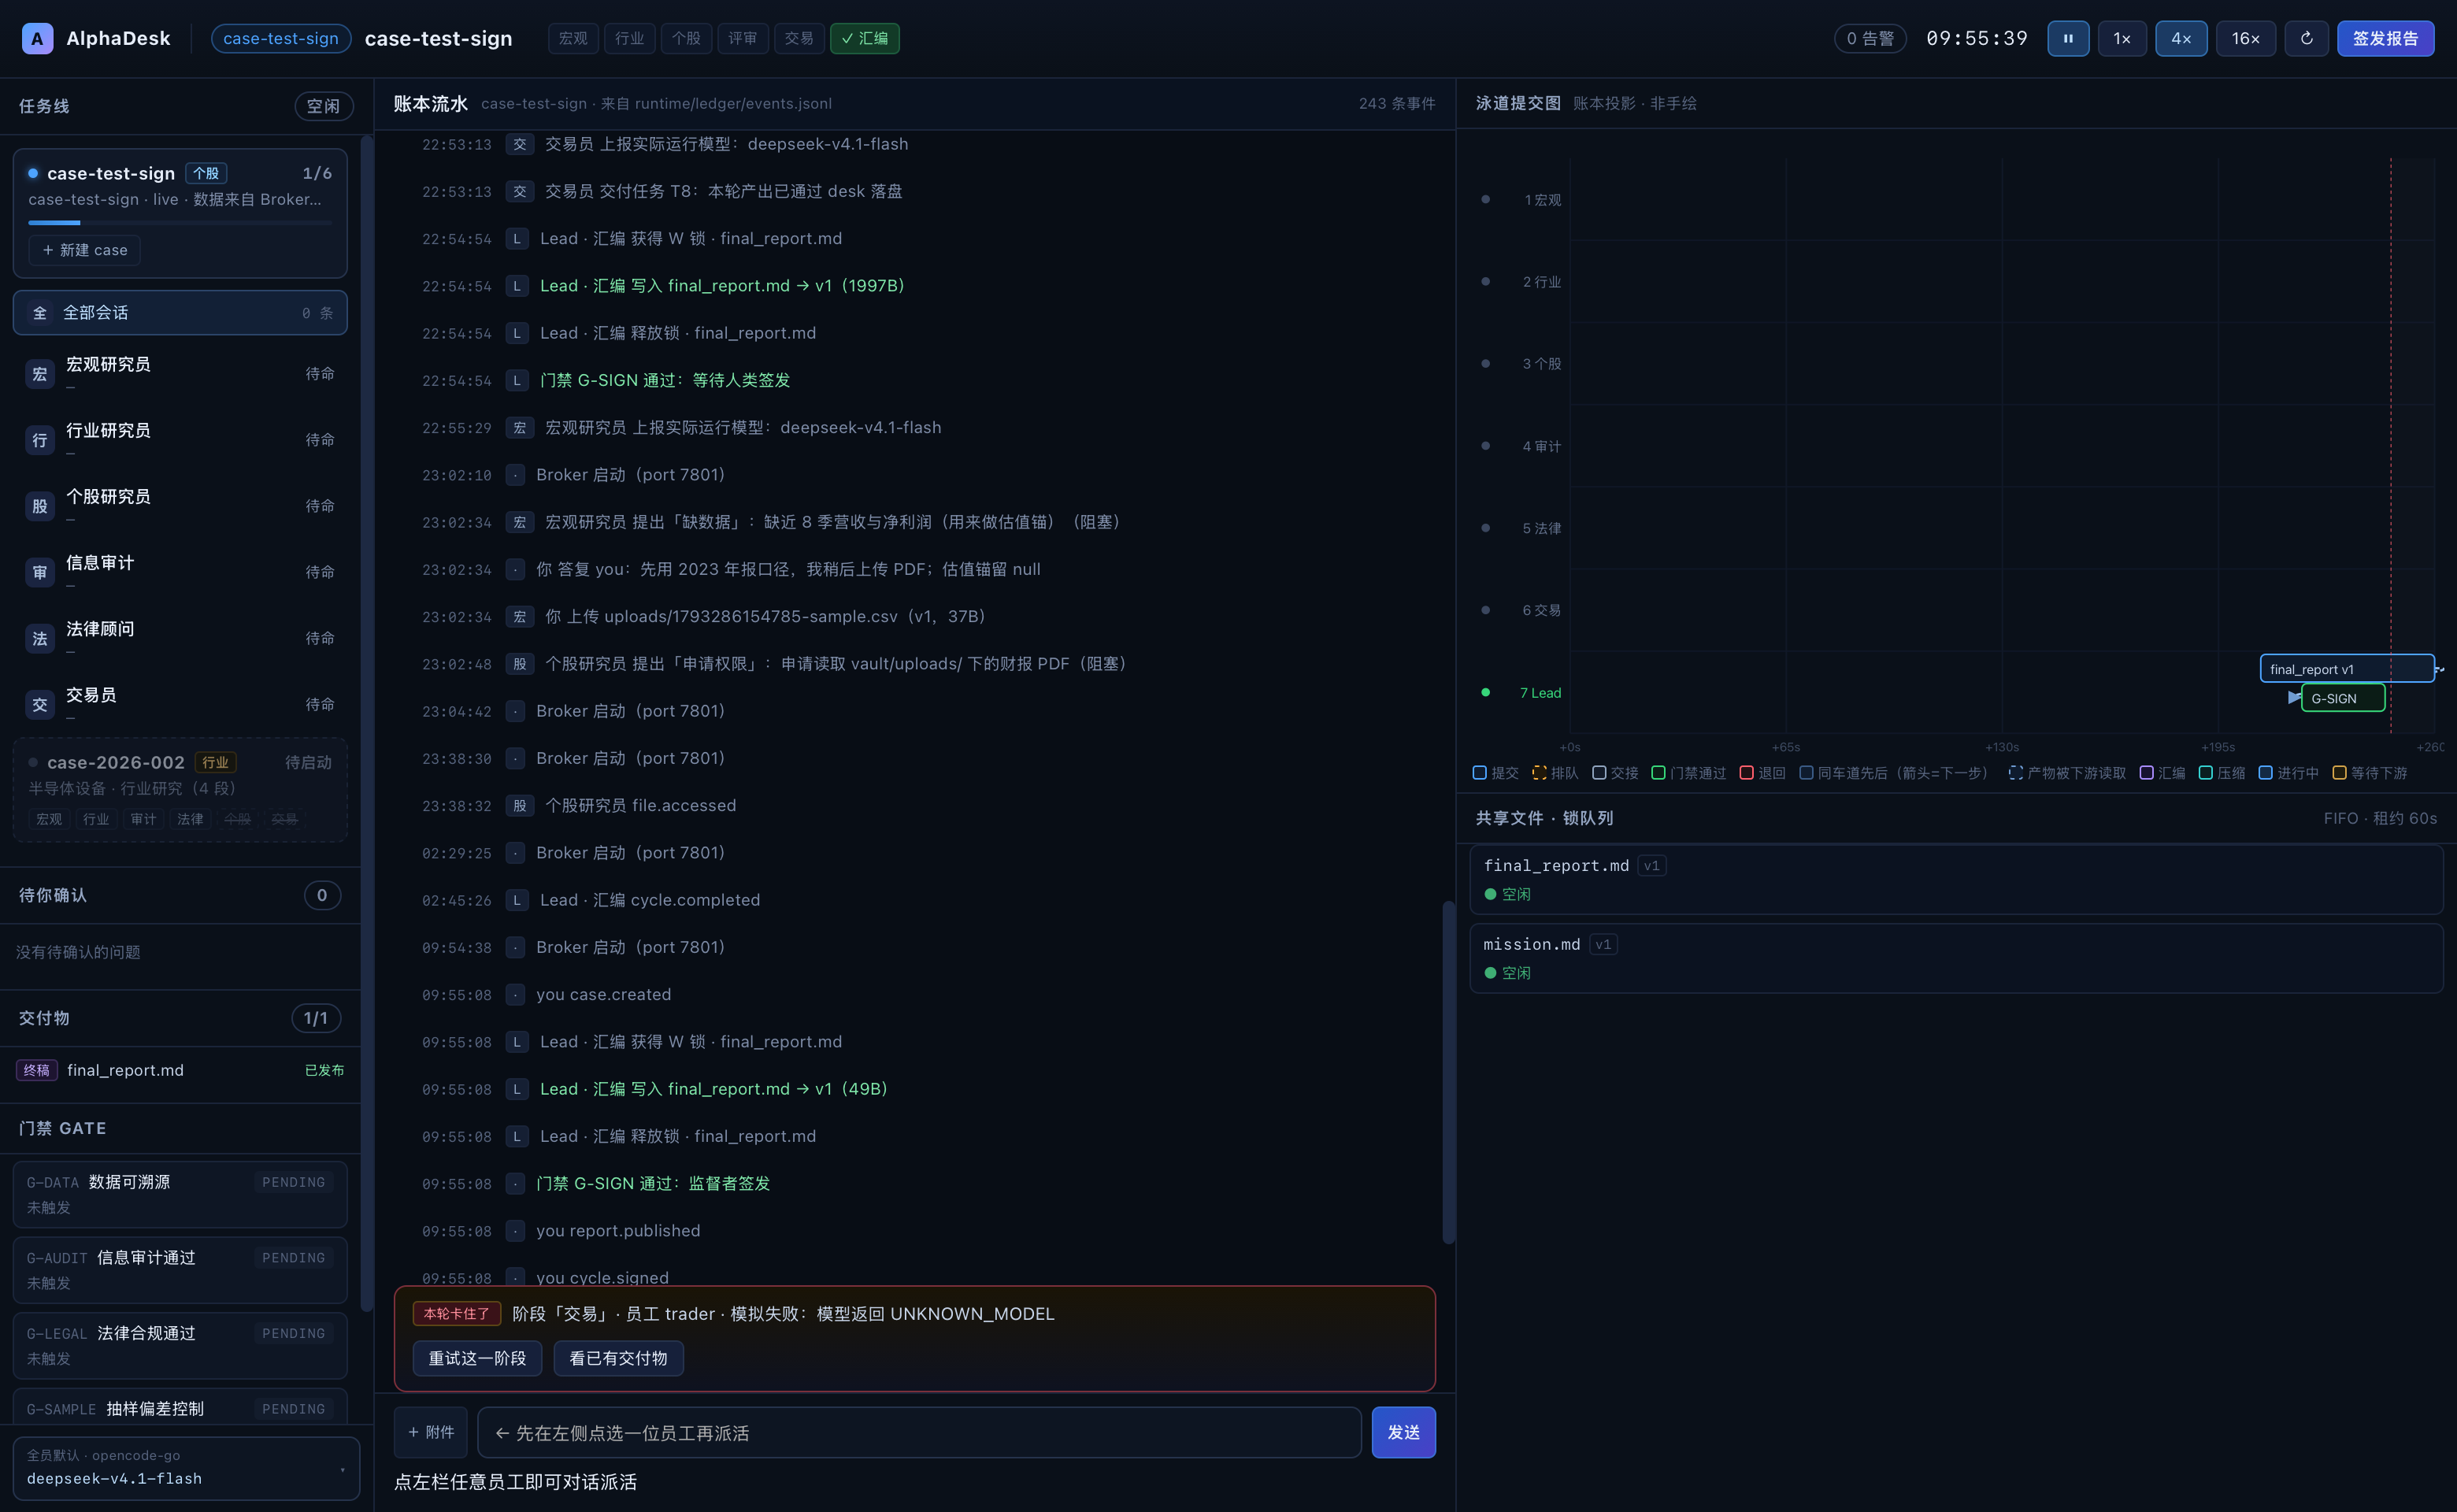 A AlphaDesk case-test-sign case-test-sign 宏观 行业 个股 评审 交易 ✓ 汇编 0 告警 09:55:39 1× 4× 16× ↻ 签发报告
任务线 空闲
case-test-sign 个股 1/6
case-test-sign · live · 数据来自 Broker...
+ 新建 case
全 全部会话 0 条
宏 宏观研究员 待命
—
行 行业研究员 待命
—
股 个股研究员 待命
—
审 信息审计 待命
—
法 法律顾问 待命
—
交 交易员 待命
—
case-2026-002 行业 待启动
半导体设备 · 行业研究（4 段）
宏观 行业 审计 法律 个股 交易
待你确认 0
没有待确认的问题
交付物 1/1
终稿 final_report.md 已发布
门禁 GATE
G-DATA 数据可溯源 PENDING
未触发
G-AUDIT 信息审计通过 PENDING
未触发
G-LEGAL 法律合规通过 PENDING
未触发
G-SAMPLE 抽样偏差控制 PENDING
全员默认 · opencode-go
deepseek-v4.1-flash
账本流水 case-test-sign · 来自 runtime/ledger/events.jsonl 243 条事件
22:53:13 交 交易员 上报实际运行模型：deepseek-v4.1-flash
22:53:13 交 交易员 交付任务 T8：本轮产出已通过 desk 落盘
22:54:54 L Lead · 汇编 获得 W 锁 · final_report.md
22:54:54 L Lead · 汇编 写入 final_report.md → v1（1997B）
22:54:54 L Lead · 汇编 释放锁 · final_report.md
22:54:54 L 门禁 G-SIGN 通过：等待人类签发
22:55:29 宏 宏观研究员 上报实际运行模型：deepseek-v4.1-flash
23:02:10 · Broker 启动（port 7801）
23:02:34 宏 宏观研究员 提出「缺数据」：缺近 8 季营收与净利润（用来做估值锚）（阻塞）
23:02:34 · 你 答复 you：先用 2023 年报口径，我稍后上传 PDF；估值锚留 null
23:02:34 宏 你 上传 uploads/1793286154785-sample.csv（v1，37B）
23:02:48 股 个股研究员 提出「申请权限」：申请读取 vault/uploads/ 下的财报 PDF（阻塞）
23:04:42 · Broker 启动（port 7801）
23:38:30 · Broker 启动（port 7801）
23:38:32 股 个股研究员 file.accessed
02:29:25 · Broker 启动（port 7801）
02:45:26 L Lead · 汇编 cycle.completed
09:54:38 · Broker 启动（port 7801）
09:55:08 · you case.created
09:55:08 L Lead · 汇编 获得 W 锁 · final_report.md
09:55:08 L Lead · 汇编 写入 final_report.md → v1（49B）
09:55:08 L Lead · 汇编 释放锁 · final_report.md
09:55:08 · 门禁 G-SIGN 通过：监督者签发
09:55:08 · you report.published
09:55:08 · you cycle.signed
本轮卡住了 阶段「交易」· 员工 trader · 模拟失败：模型返回 UNKNOWN_MODEL
重试这一阶段 看已有交付物
+ 附件 ← 先在左侧点选一位员工再派活 发送
点左栏任意员工即可对话派活
泳道提交图 账本投影 · 非手绘
1 宏观
2 行业
3 个股
4 审计
5 法律
6 交易
7 Lead
final_report v1
G-SIGN
+0s +65s +130s +195s +260
提交 排队 交接 门禁通过 退回 同车道先后（箭头=下一步） 产物被下游读取 汇编 压缩 进行中 等待下游
共享文件 · 锁队列 FIFO · 租约 60s
final_report.md v1
空闲
mission.md v1
空闲